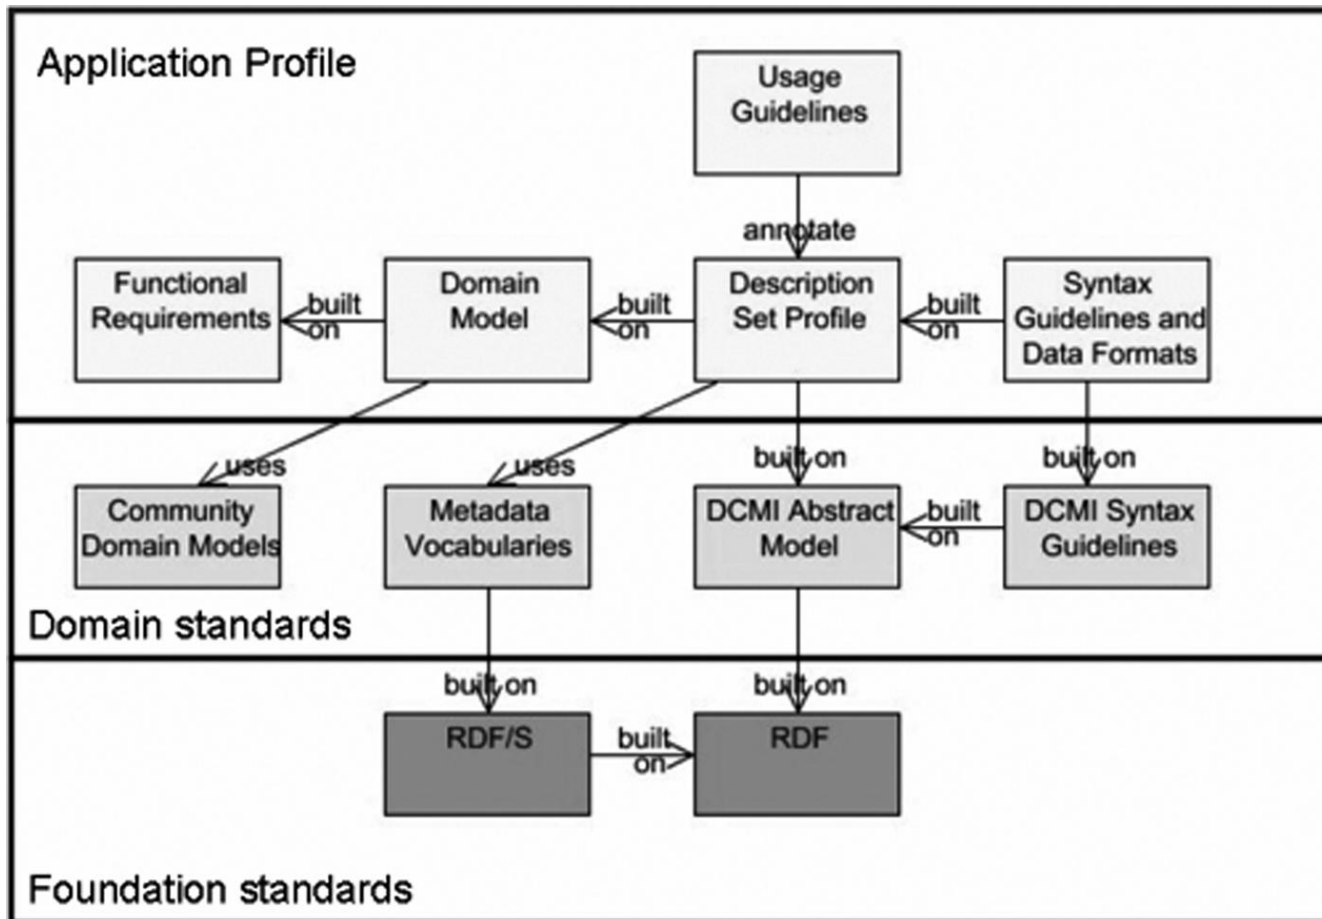 Application Profile
Usage
Guidelines
annotate
Functional
Requirements
built
on
Domain
Model
built
on
Description
Set Profile
built
on
Syntax
Guidelines and
Data Formats
uses
uses
built on
built on
Community
Domain Models
Metadata
Vocabularies
DCMI Abstract
Model
built
on
DCMI Syntax
Guidelines
Domain standards
built on
built on
RDF/S
built
on
RDF
Foundation standards